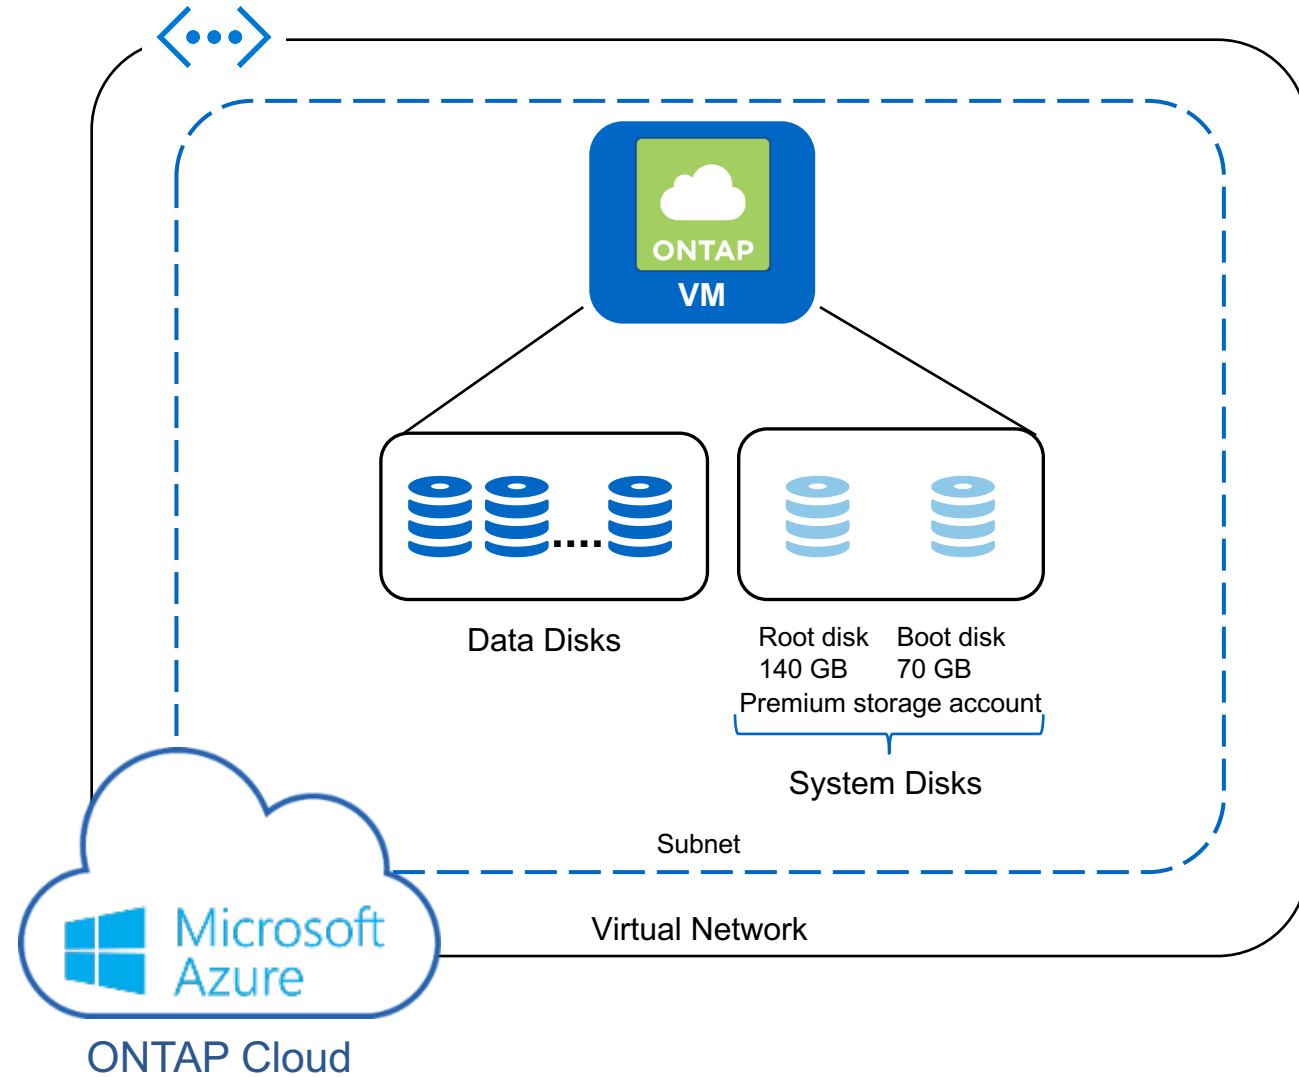 ONTAP
VM
....
Data Disks
Root disk
140 GB
Boot disk
70 GB
Premium storage account
System Disks
Subnet
Virtual Network
Microsoft
Azure
ONTAP Cloud